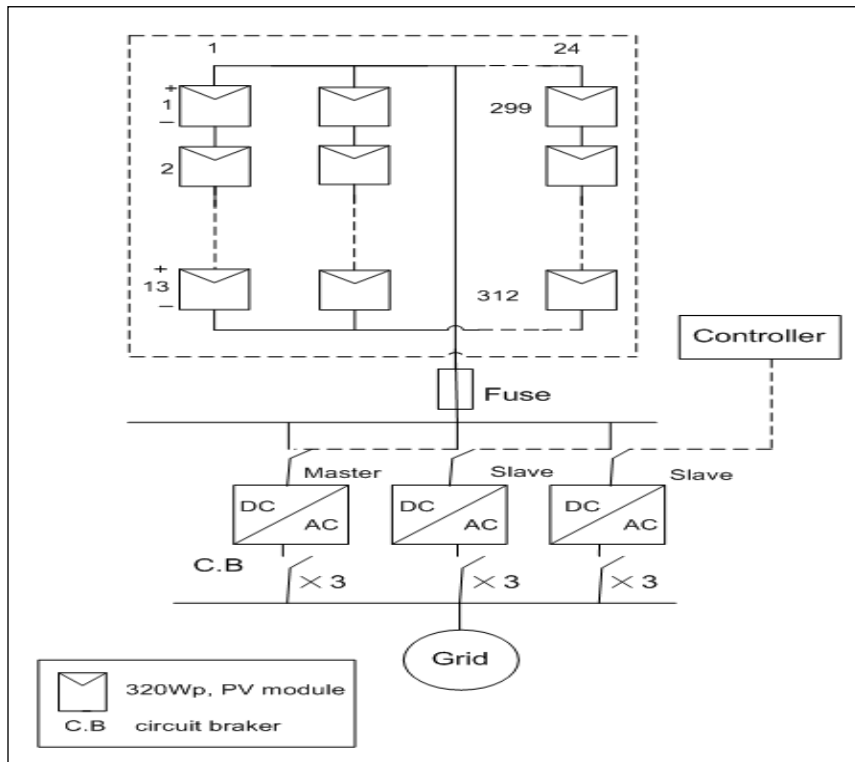 1 24
+
1 299
–
2
+
13 312
–
Controller
Fuse
Master Slave Slave
DC DC DC
AC AC AC
C.B × 3 × 3 × 3
Grid
320Wp, PV module
C.B circuit braker